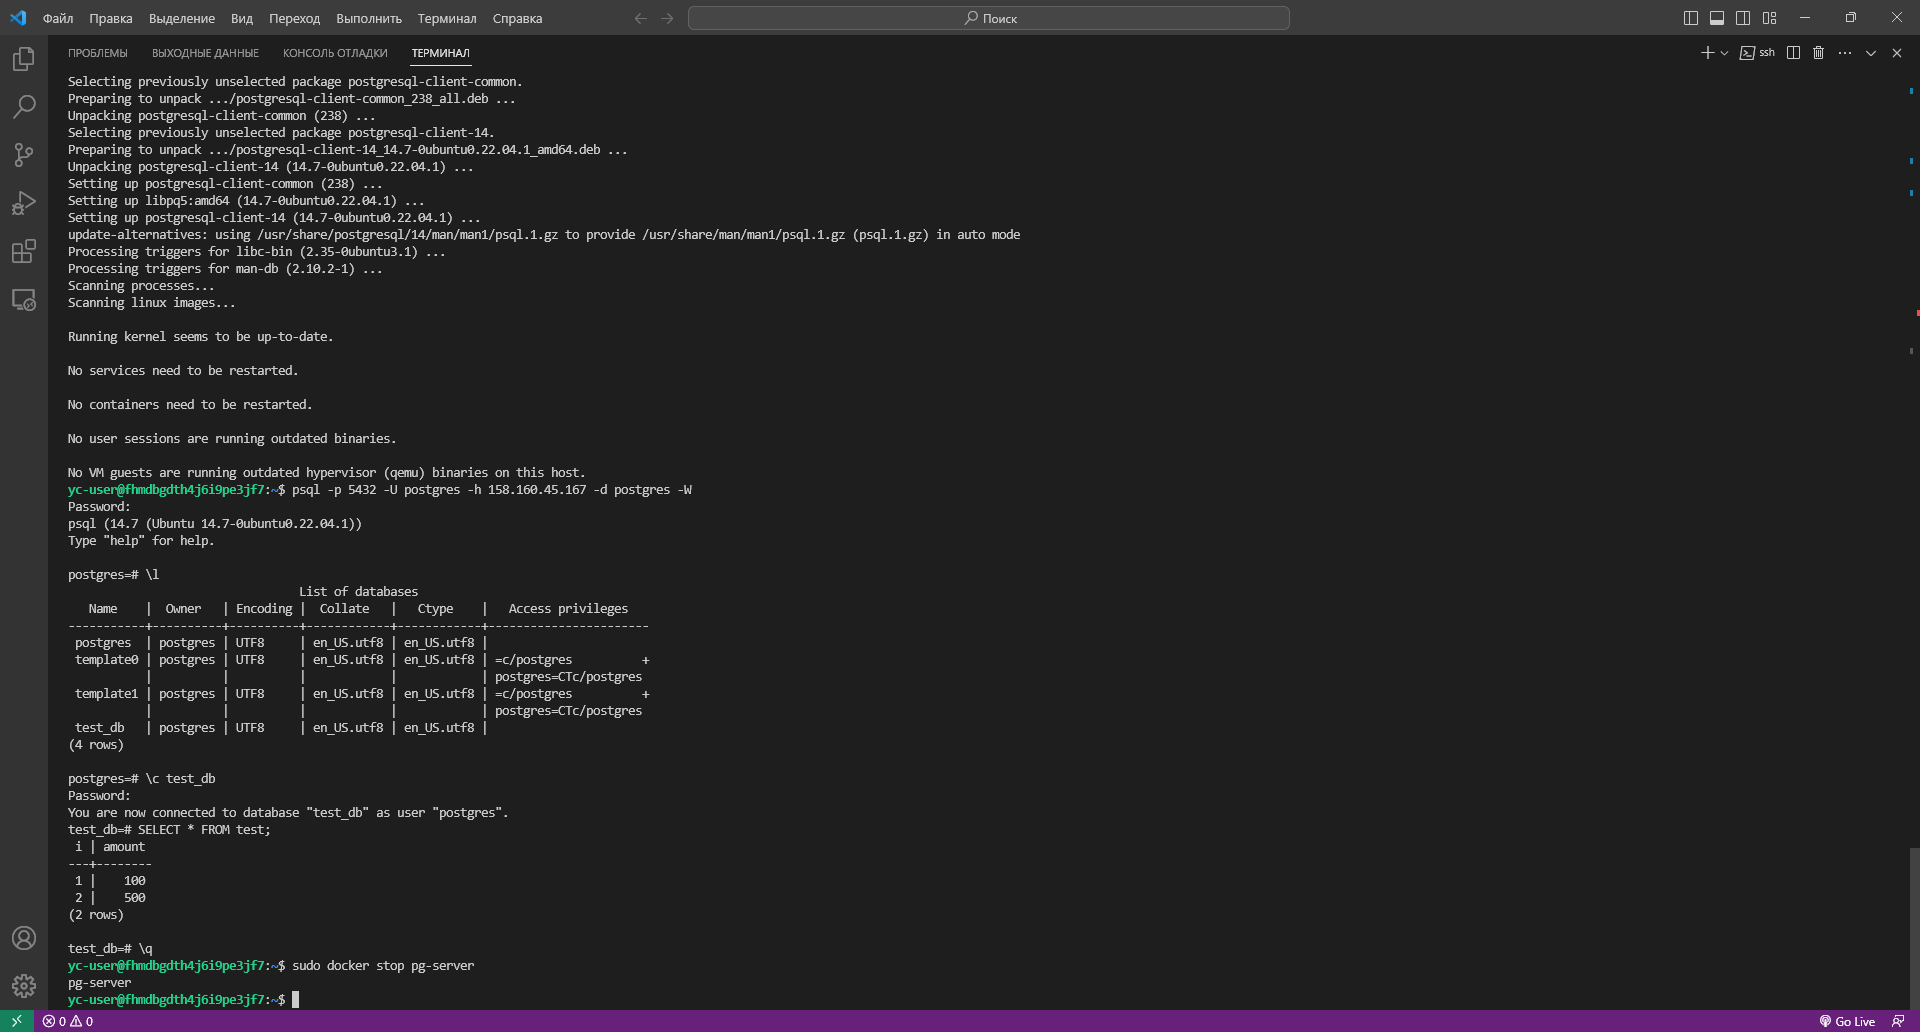 Файл Правка Выделение Вид Переход Выполнить Терминал Справка Поиск
ПРОБЛЕМЫ ВЫХОДНЫЕ ДАННЫЕ КОНСОЛЬ ОТЛАДКИ ТЕРМИНАЛ ssh
Selecting previously unselected package postgresql-client-common.
Preparing to unpack .../postgresql-client-common_238_all.deb ...
Unpacking postgresql-client-common (238) ...
Selecting previously unselected package postgresql-client-14.
Preparing to unpack .../postgresql-client-14_14.7-0ubuntu0.22.04.1_amd64.deb ...
Unpacking postgresql-client-14 (14.7-0ubuntu0.22.04.1) ...
Setting up postgresql-client-common (238) ...
Setting up libpq5:amd64 (14.7-0ubuntu0.22.04.1) ...
Setting up postgresql-client-14 (14.7-0ubuntu0.22.04.1) ...
update-alternatives: using /usr/share/postgresql/14/man/man1/psql.1.gz to provide /usr/share/man/man1/psql.1.gz (psql.1.gz) in auto mode
Processing triggers for libc-bin (2.35-0ubuntu3.1) ...
Processing triggers for man-db (2.10.2-1) ...
Scanning processes...
Scanning linux images...
Running kernel seems to be up-to-date.
No services need to be restarted.
No containers need to be restarted.
No user sessions are running outdated binaries.
No VM guests are running outdated hypervisor (qemu) binaries on this host.
yc-user@fhmdbgdth4j6i9pe3jf7:~$ psql -p 5432 -U postgres -h 158.160.45.167 -d postgres -W
Password:
psql (14.7 (Ubuntu 14.7-0ubuntu0.22.04.1))
Type "help" for help.
postgres=# \l
                                 List of databases
   Name    |  Owner   | Encoding |  Collate   |   Ctype    |   Access privileges
-----------+----------+----------+------------+------------+-----------------------
 postgres  | postgres | UTF8     | en_US.utf8 | en_US.utf8 |
 template0 | postgres | UTF8     | en_US.utf8 | en_US.utf8 | =c/postgres          +
           |          |          |            |            | postgres=CTc/postgres
 template1 | postgres | UTF8     | en_US.utf8 | en_US.utf8 | =c/postgres          +
           |          |          |            |            | postgres=CTc/postgres
 test_db   | postgres | UTF8     | en_US.utf8 | en_US.utf8 |
(4 rows)
postgres=# \c test_db
Password:
You are now connected to database "test_db" as user "postgres".
test_db=# SELECT * FROM test;
 i | amount
---+--------
 1 |    100
 2 |    500
(2 rows)
test_db=# \q
yc-user@fhmdbgdth4j6i9pe3jf7:~$ sudo docker stop pg-server
pg-server
yc-user@fhmdbgdth4j6i9pe3jf7:~$
0 0 Go Live